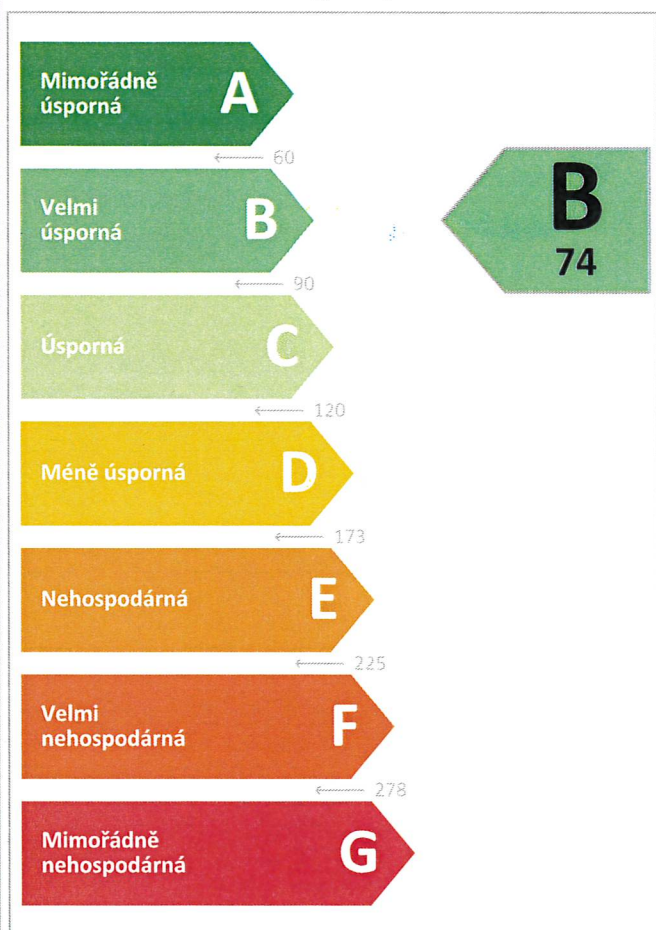 Mimořádně
úsporná
A
60
Velmi
úsporná
B
90
Úsporná
C
120
Méně úsporná
D
173
Nehospodárná
E
225
Velmi
nehospodárná
F
278
Mimořádně
nehospodárná
G
B
74